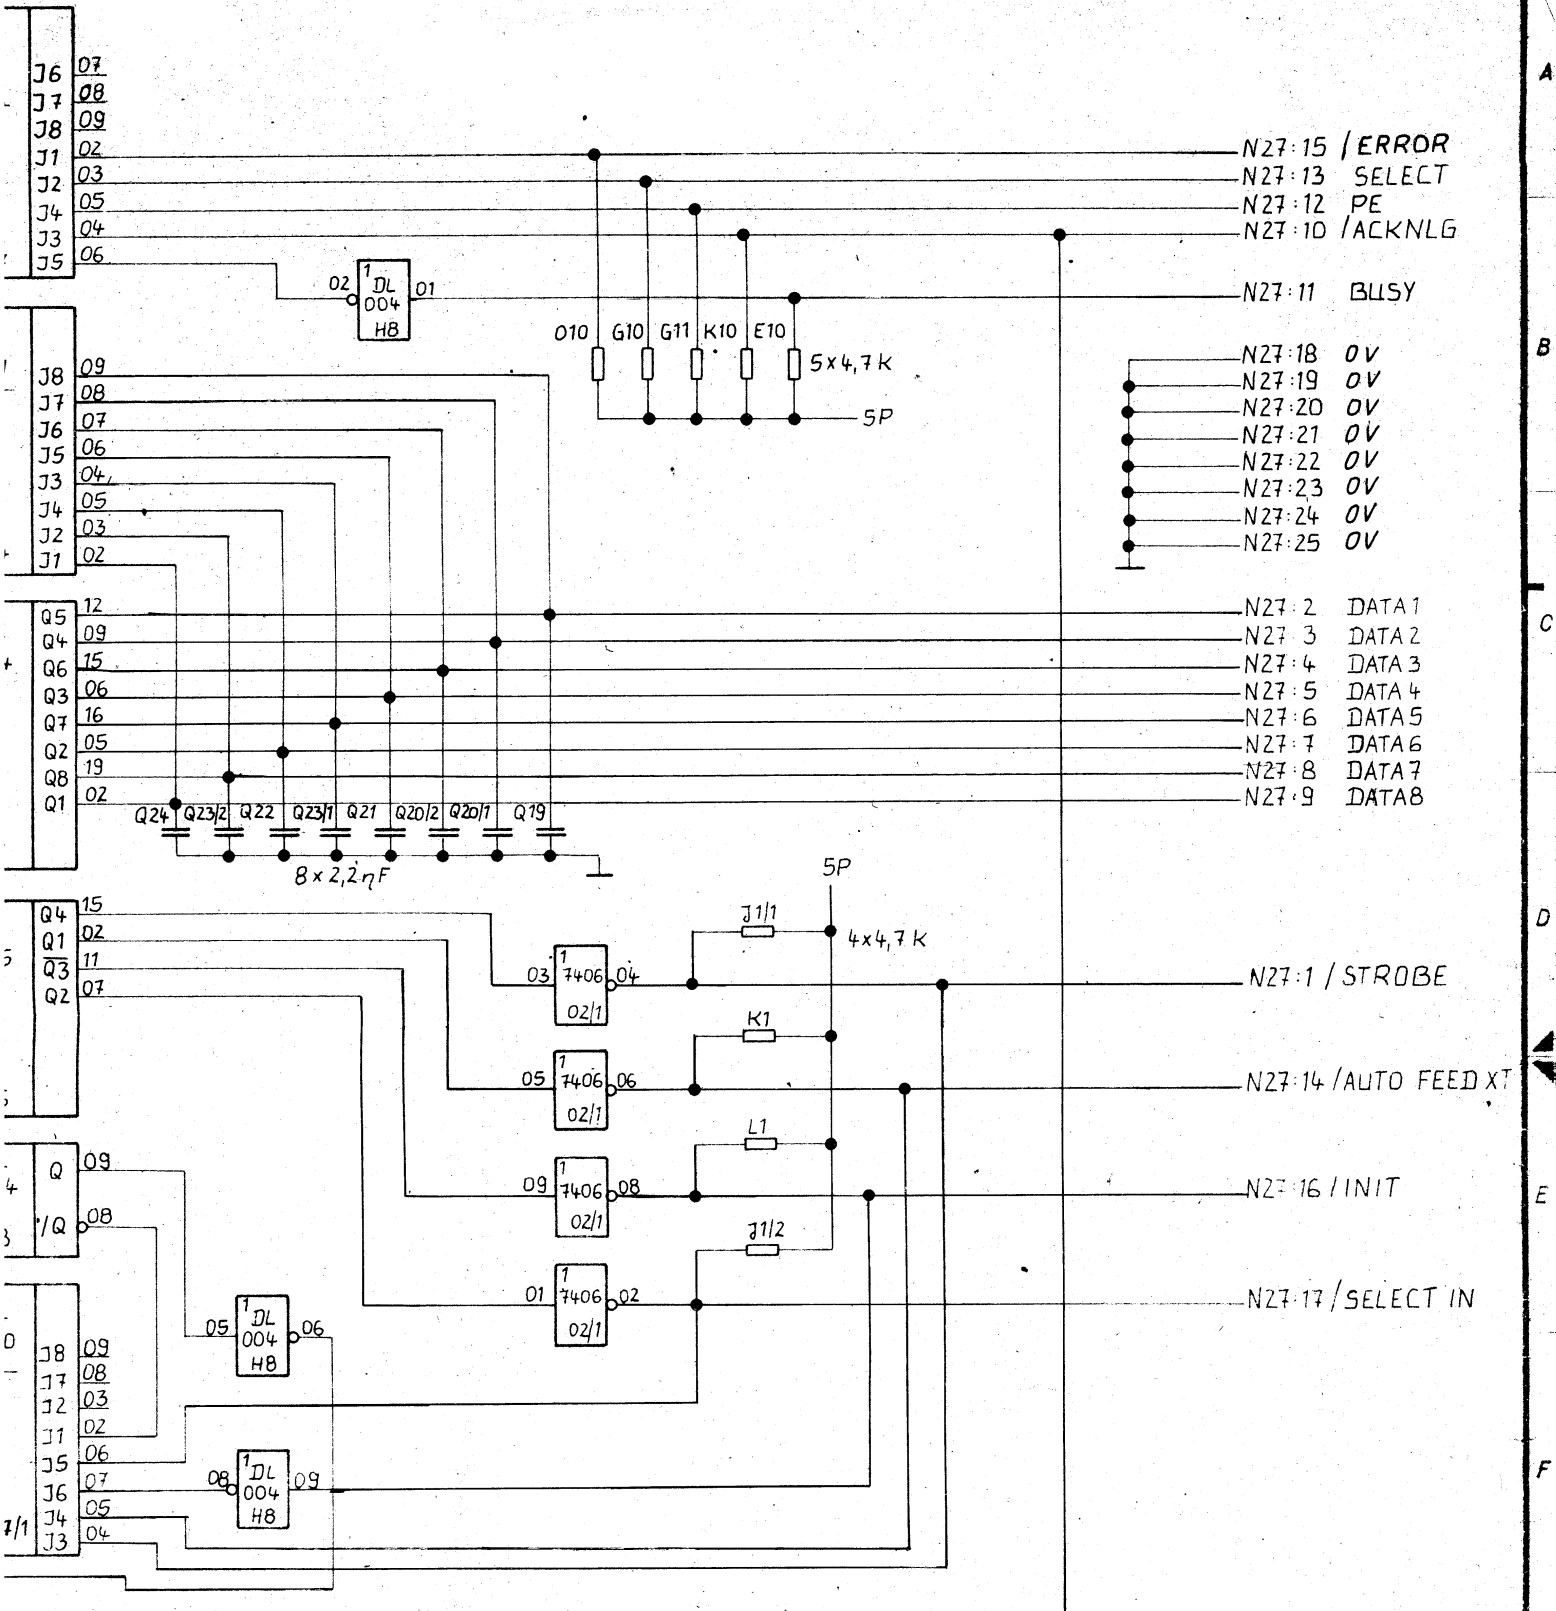 A
J6 07
J7 08
J8 09
J1 02
J2 03
J4 05
J3 04
J5 06
N27:15 /ERROR
N27:13 SELECT
N27:12 PE
N27:10 /ACKNLG
02 1 DL 004 H8 01
N27:11 BUSY
O10 G10 G11 K10 E10
5x4,7K
5P
B
N27:18 0V
N27:19 0V
N27:20 0V
N27:21 0V
N27:22 0V
N27:23 0V
N27:24 0V
N27:25 0V
J8 09
J7 08
J6 07
J5 06
J3 04
J4 05
J2 03
J1 02
C
Q5 12
Q4 09
Q6 15
Q3 06
Q7 16
Q2 05
Q8 19
Q1 02
N27:2 DATA1
N27:3 DATA2
N27:4 DATA3
N27:5 DATA4
N27:6 DATA5
N27:7 DATA6
N27:8 DATA7
N27:9 DATA8
Q24 Q23/2 Q22 Q23/1 Q21 Q20/2 Q20/1 Q19
8x2,2nF
5P
D
Q4 15
Q1 02
Q̅3̅ 11
Q2 07
J1/1
4x4,7K
03 1 7406 02/1 04
N27:1 /STROBE
K1
05 1 7406 02/1 06
N27:14 /AUTO FEED XT
L1
09 1 7406 02/1 08
N27:16 /INIT
E
J1/2
01 1 7406 02/1 02
N27:17 /SELECT IN
Q 09
/Q 08
05 1 DL 004 H8 06
J8 09
J7 08
J2 03
J1 02
J5 06
J6 07
J4 05
J3 04
7/1
08 1 DL 004 H8 09
F